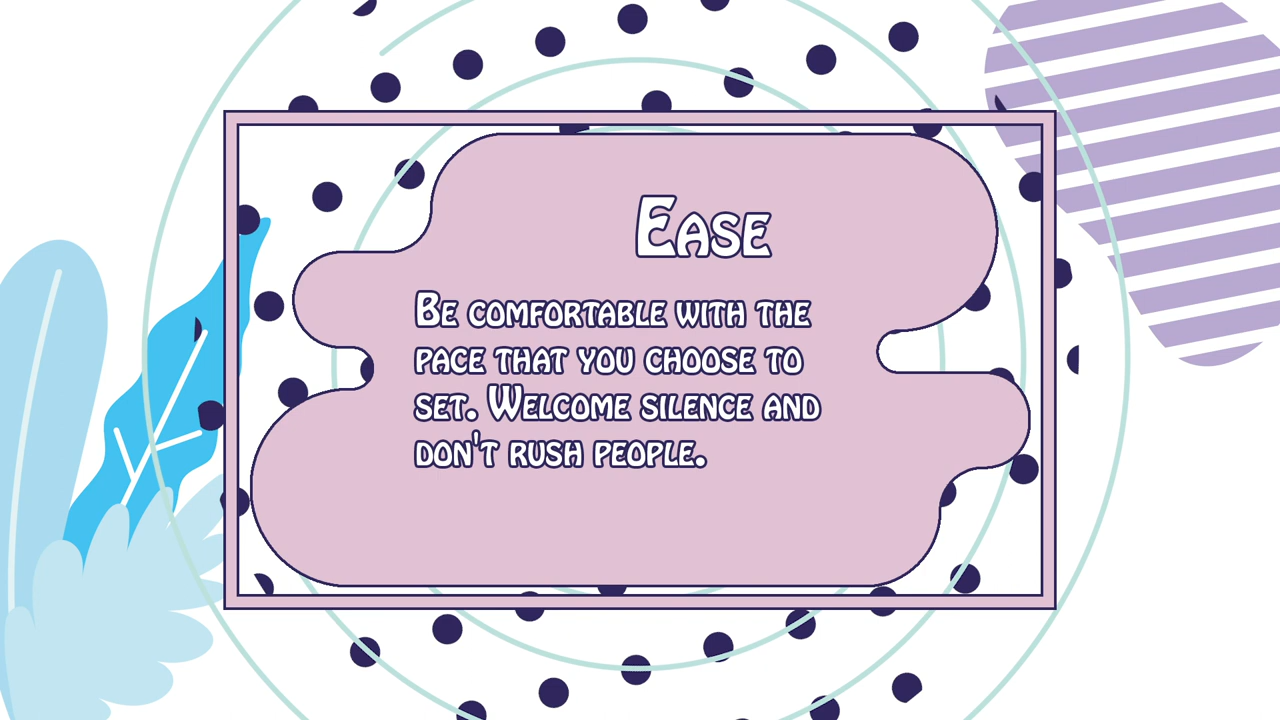 Ease
Be comfortable with the
pace that you choose to
set. Welcome silence and
don't rush people.